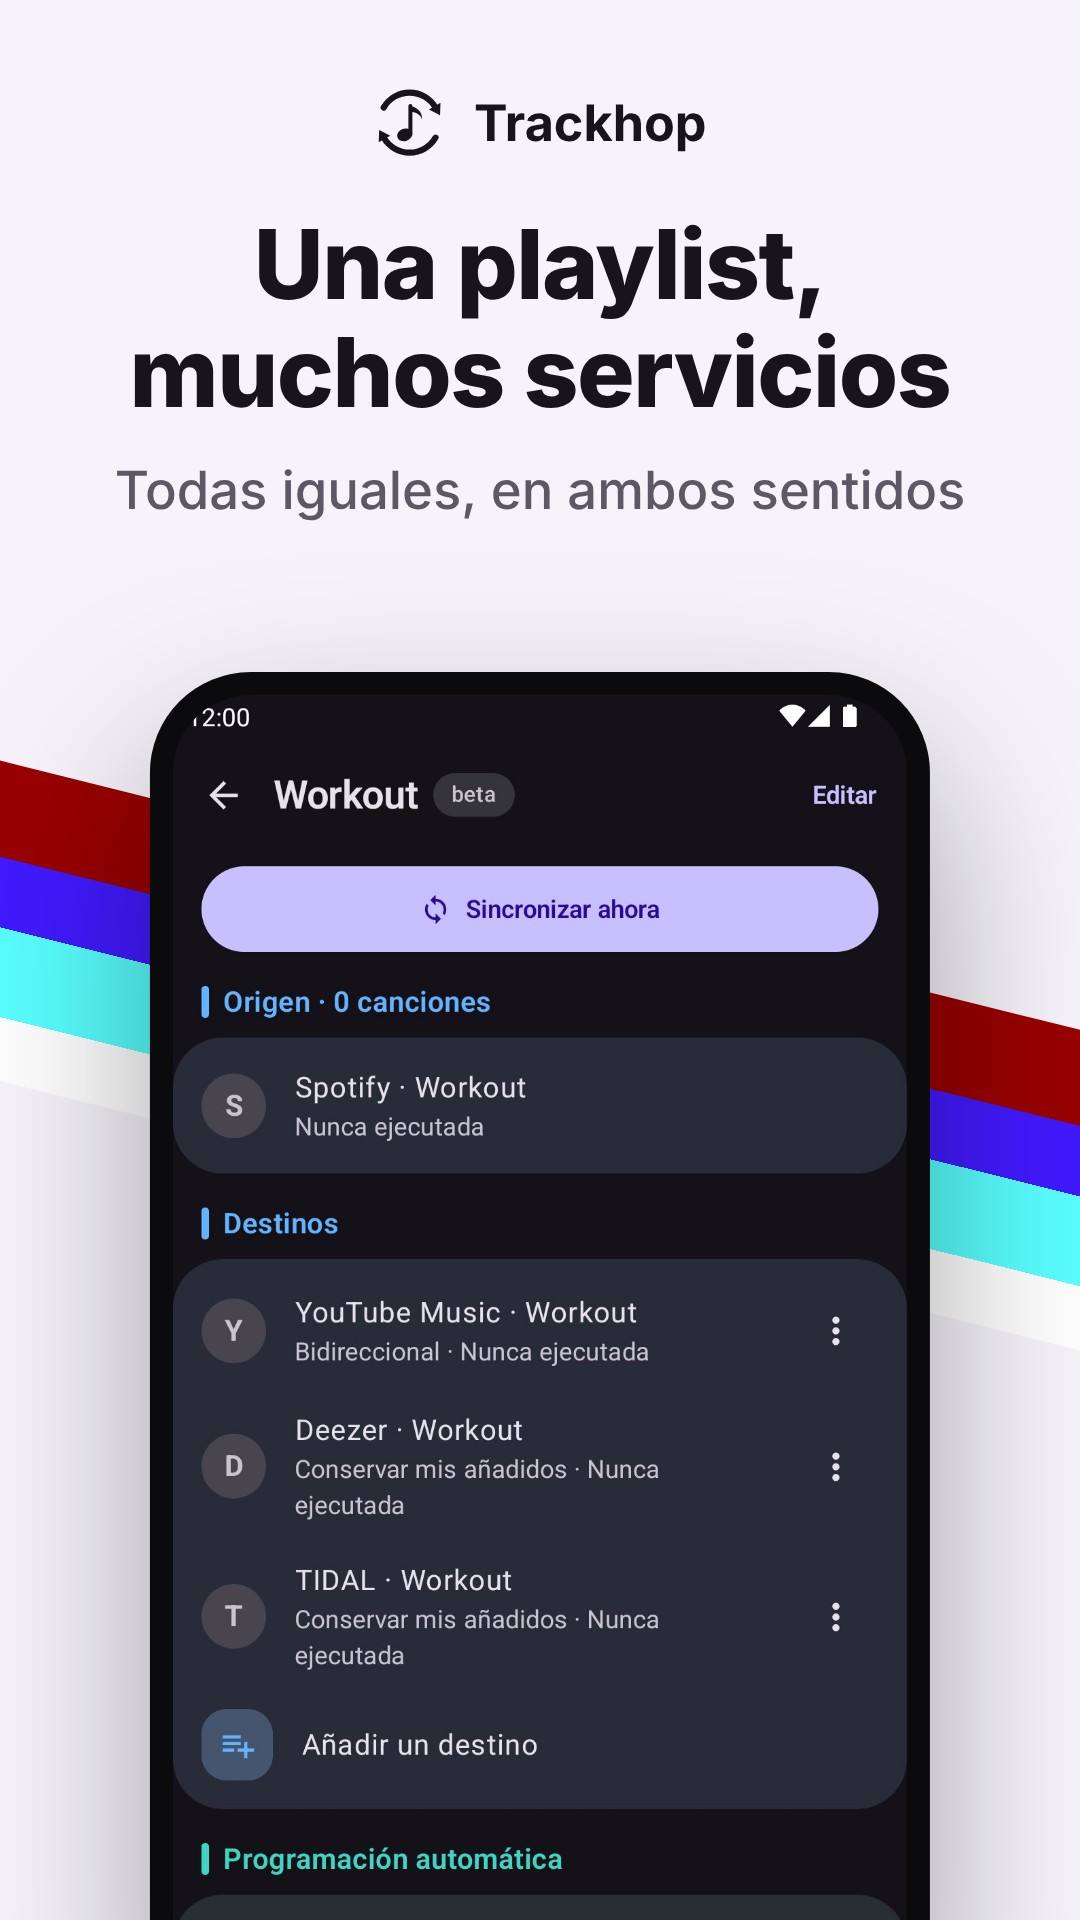 Trackhop
Una playlist,
muchos servicios
Todas iguales, en ambos sentidos
12:00
Workout beta Editar
Sincronizar ahora
Origen · 0 canciones
S
Spotify · Workout
Nunca ejecutada
Destinos
Y
YouTube Music · Workout
Bidireccional · Nunca ejecutada
D
Deezer · Workout
Conservar mis añadidos · Nunca
ejecutada
T
TIDAL · Workout
Conservar mis añadidos · Nunca
ejecutada
Añadir un destino
Programación automática